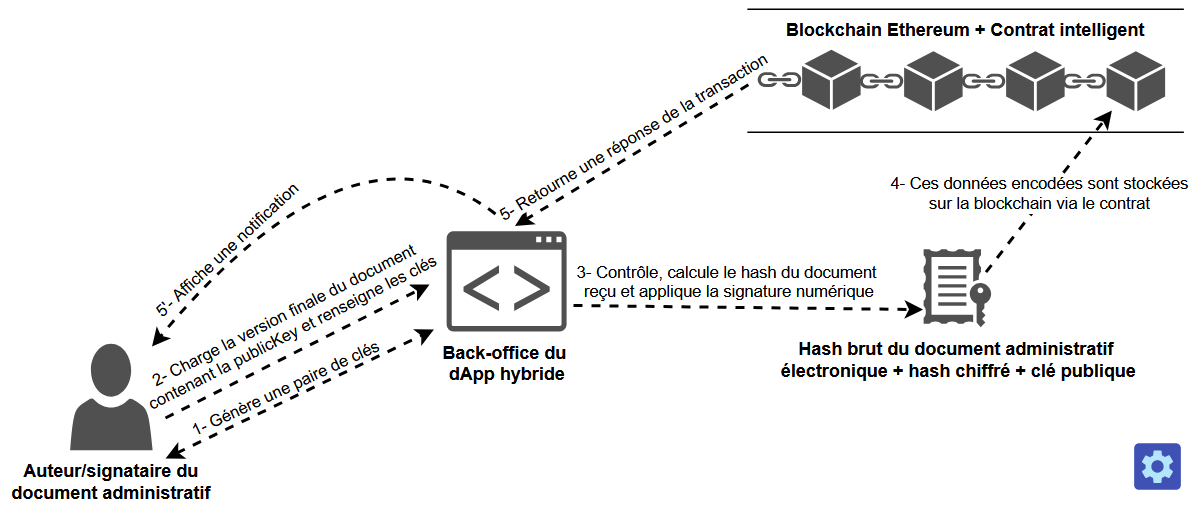 Blockchain Ethereum + Contrat intelligent
5- Retourne une réponse de la transaction
4- Ces données encodées sont stockées
sur la blockchain via le contrat
5'- Affiche une notification
2- Charge la version finale du document
contenant la publicKey et renseigne les clés
1- Génère une paire de clés
3- Contrôle, calcule le hash du document
reçu et applique la signature numérique
Back-office du
dApp hybride
Hash brut du document administratif
électronique + hash chiffré + clé publique
Auteur/signataire du
document administratif